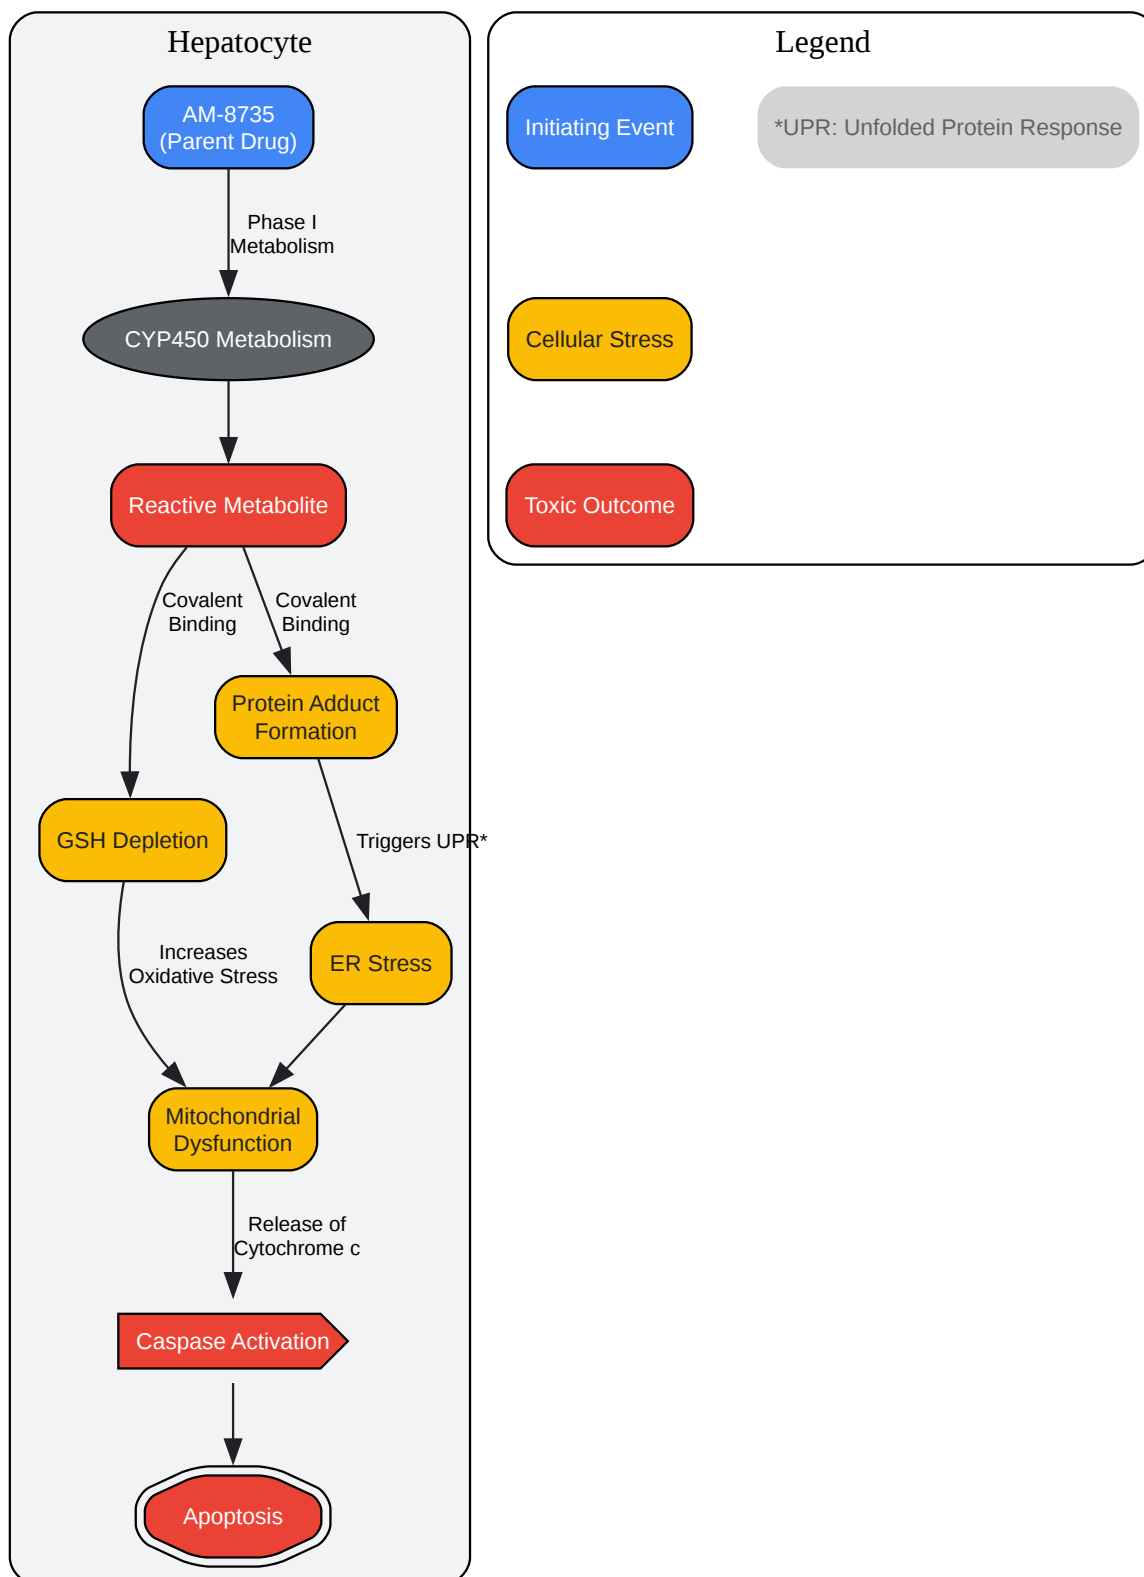 Hepatocyte
AM-8735
(Parent Drug)
Phase I
Metabolism
CYP450 Metabolism
Reactive Metabolite
Covalent
Binding
Covalent
Binding
Protein Adduct
Formation
GSH Depletion
Triggers UPR*
Increases
Oxidative Stress
ER Stress
Mitochondrial
Dysfunction
Release of
Cytochrome c
Caspase Activation
Apoptosis
Legend
Initiating Event
*UPR: Unfolded Protein Response
Cellular Stress
Toxic Outcome